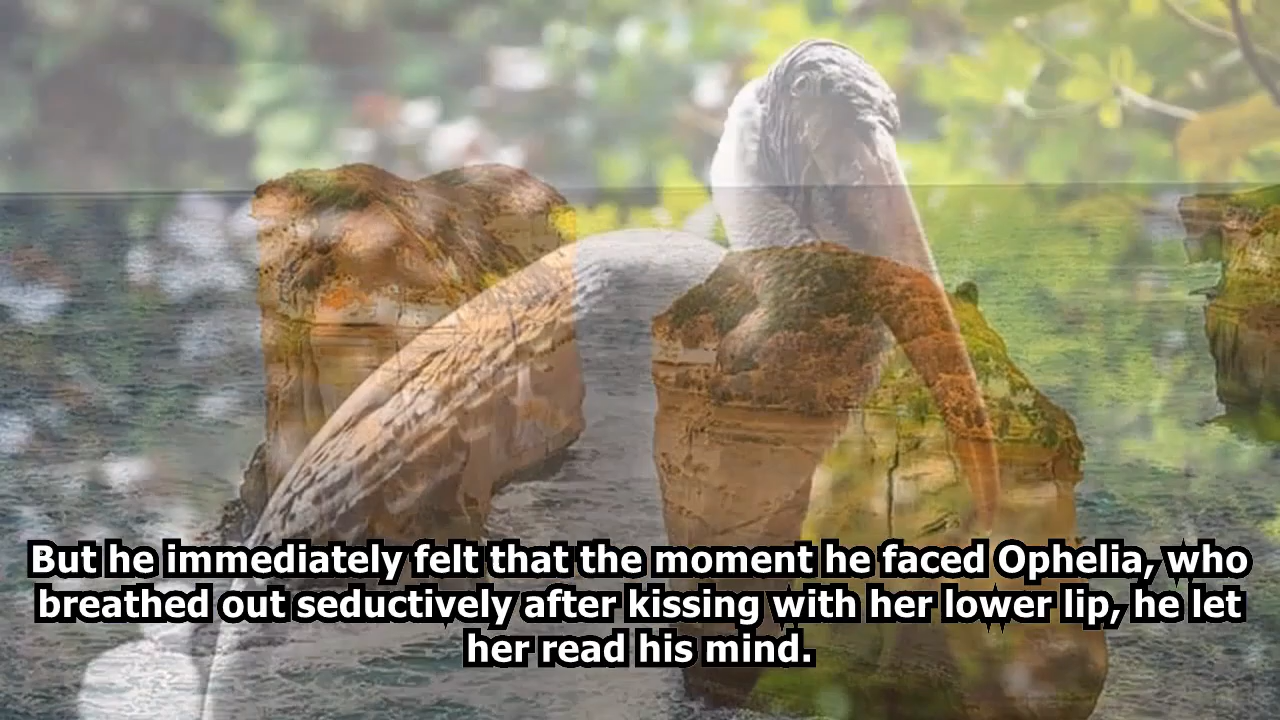 But he immediately felt that the moment he faced Ophelia, who
breathed out seductively after kissing with her lower lip, he let
her read his mind.